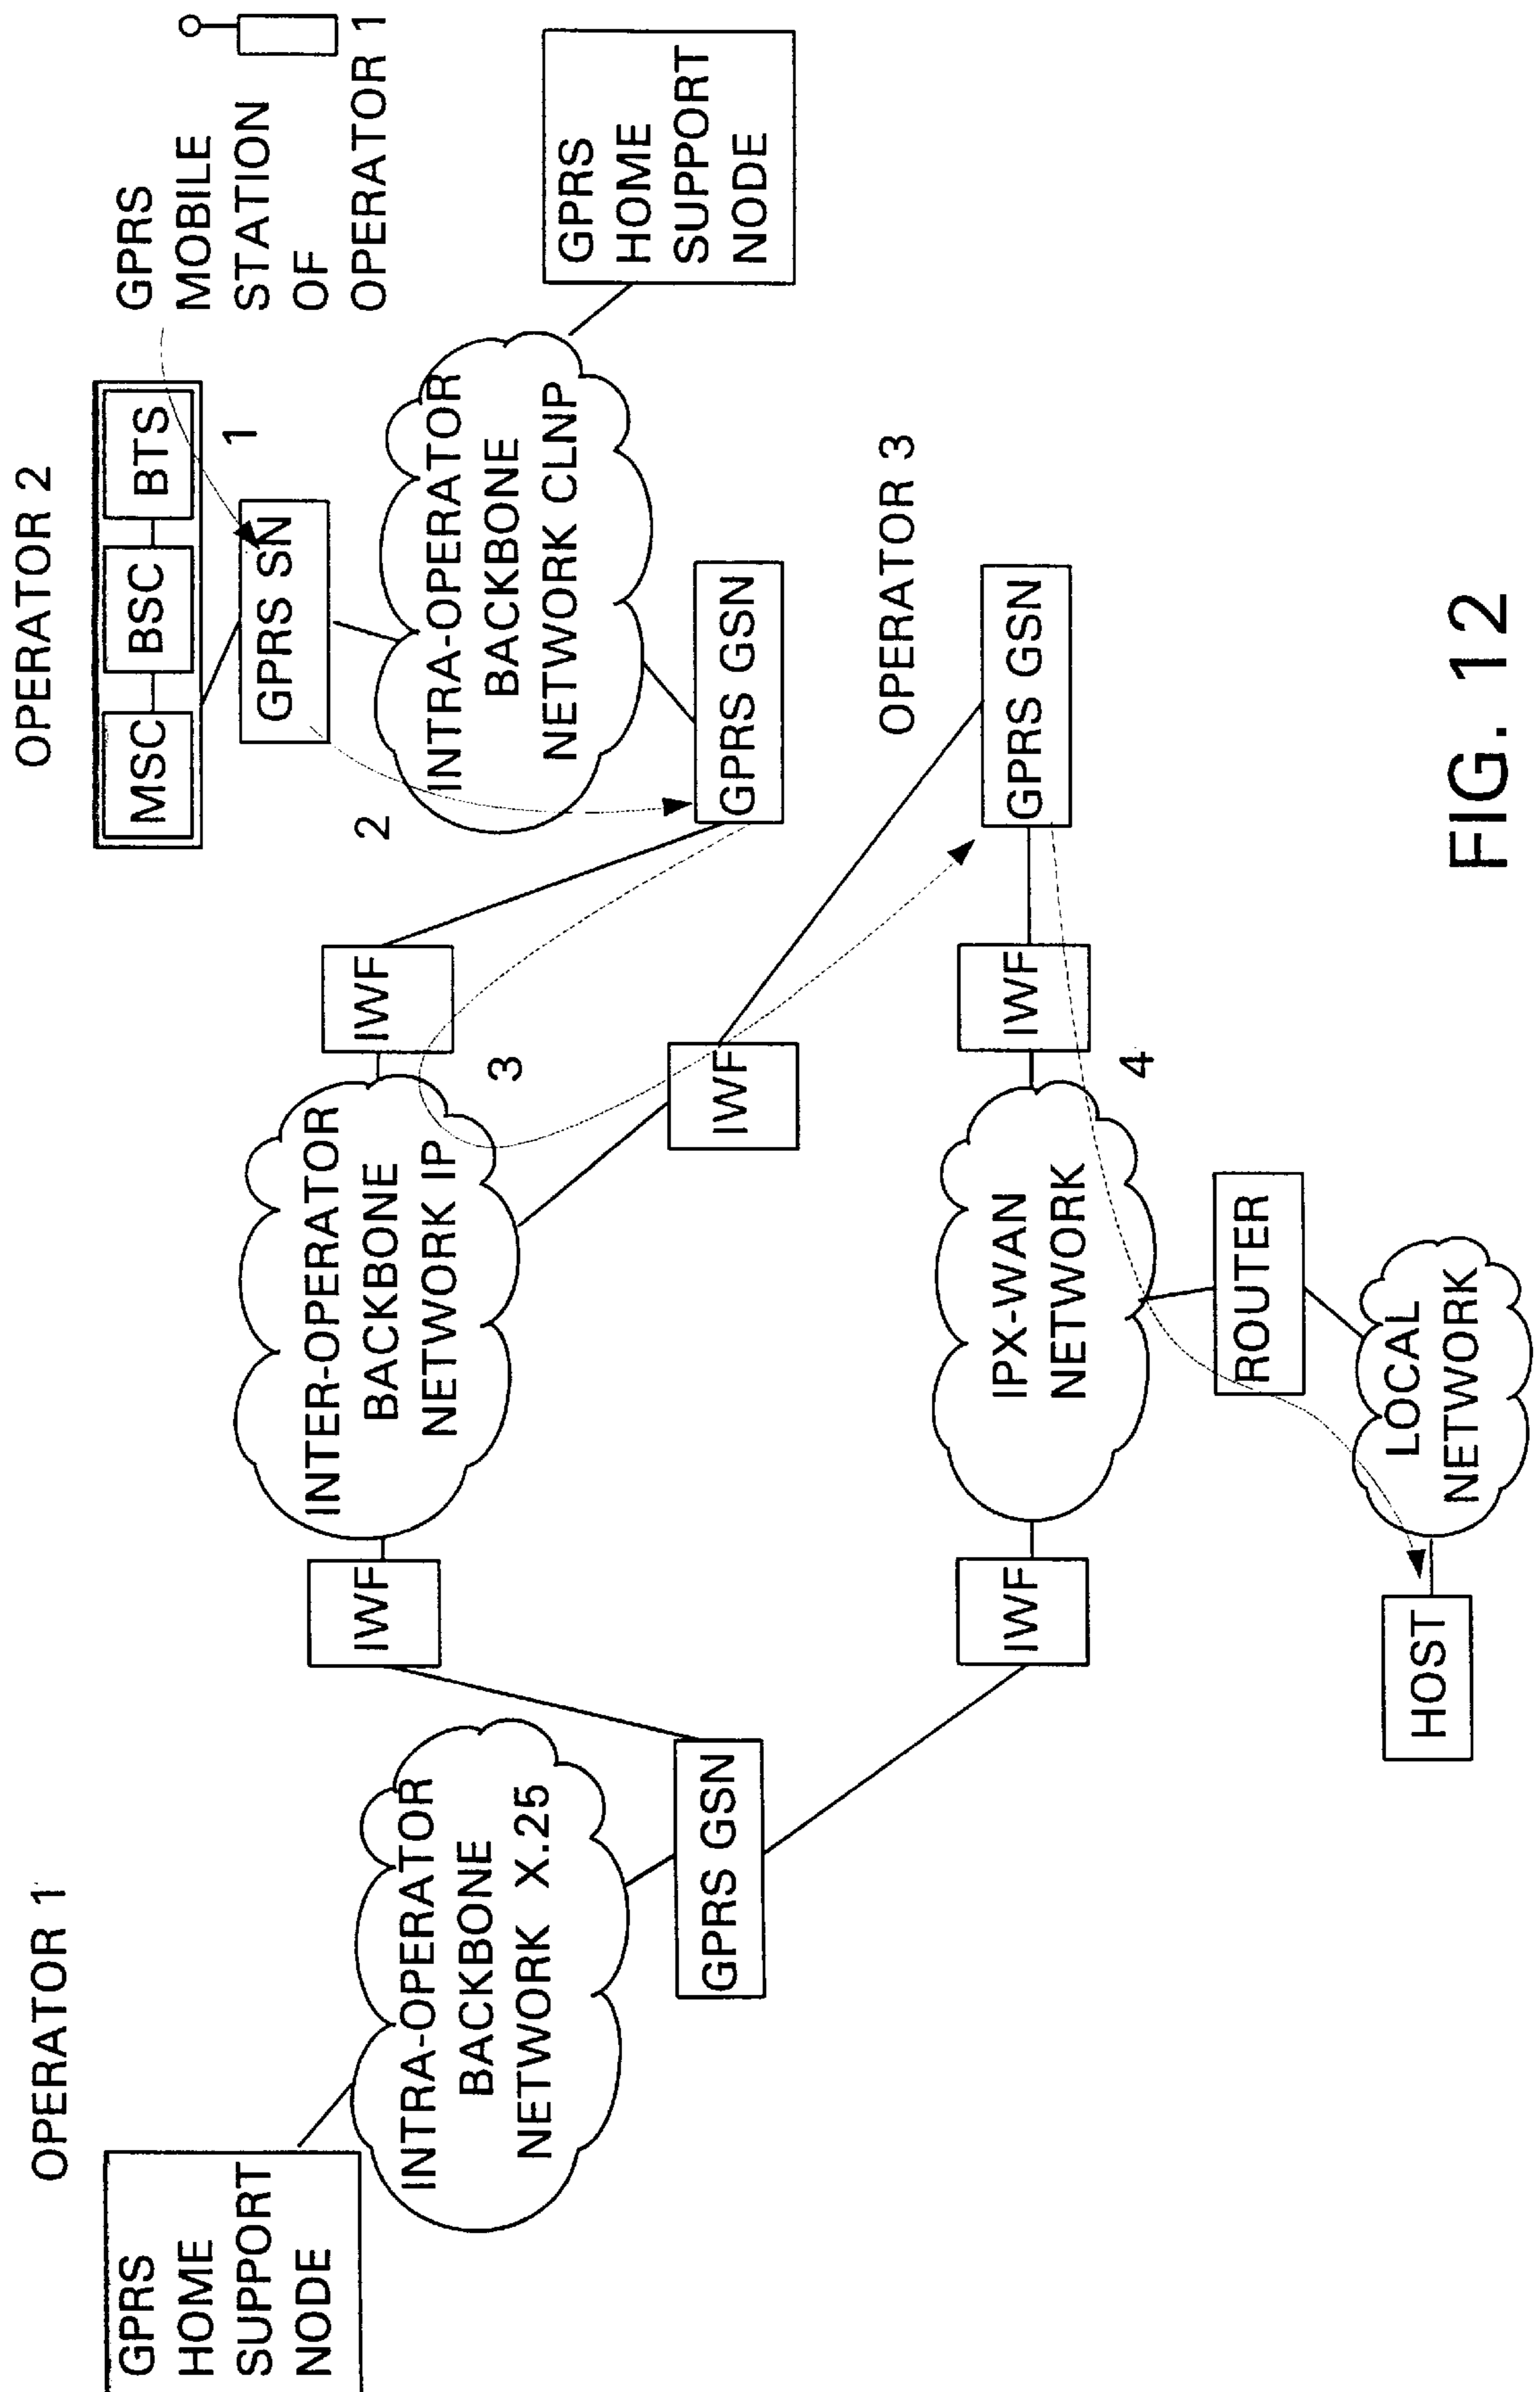 OPERATOR 1
OPERATOR 2
GPRS
HOME
SUPPORT
NODE
MSC
BSC
BTS
GPRS
MOBILE
STATION
OF
OPERATOR 1
1
GPRS SN
INTRA-OPERATOR
BACKBONE
NETWORK X.25
INTER-OPERATOR
BACKBONE
NETWORK IP
IWF
IWF
2
INTRA-OPERATOR
BACKBONE
NETWORK CLNP
GPRS
HOME
SUPPORT
NODE
3
GPRS GSN
IWF
GPRS GSN
OPERATOR 3
IWF
IPX-WAN
NETWORK
IWF
GPRS GSN
4
ROUTER
HOST
LOCAL
NETWORK
FIG. 12